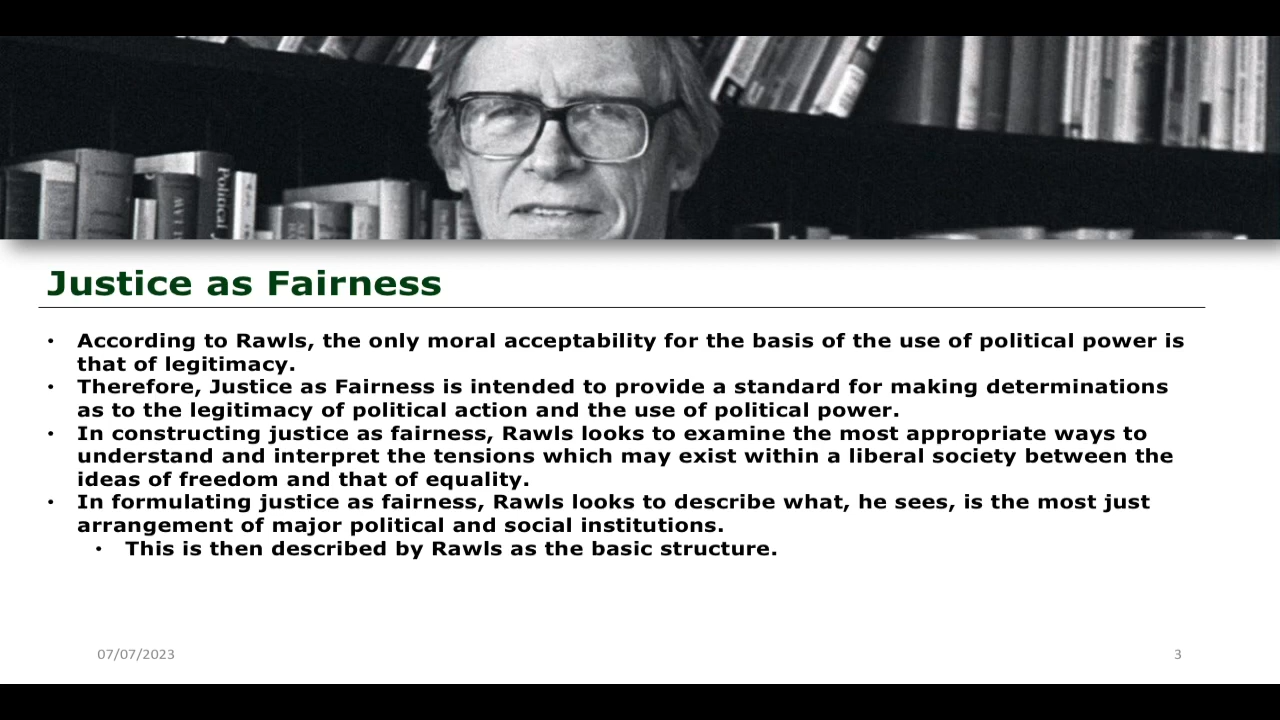 Political
LAW
Justice as Fairness
• According to Rawls, the only moral acceptability for the basis of the use of political power is
that of legitimacy.
• Therefore, Justice as Fairness is intended to provide a standard for making determinations
as to the legitimacy of political action and the use of political power.
• In constructing justice as fairness, Rawls looks to examine the most appropriate ways to
understand and interpret the tensions which may exist within a liberal society between the
ideas of freedom and that of equality.
• In formulating justice as fairness, Rawls looks to describe what, he sees, is the most just
arrangement of major political and social institutions.
• This is then described by Rawls as the basic structure.
07/07/2023
3